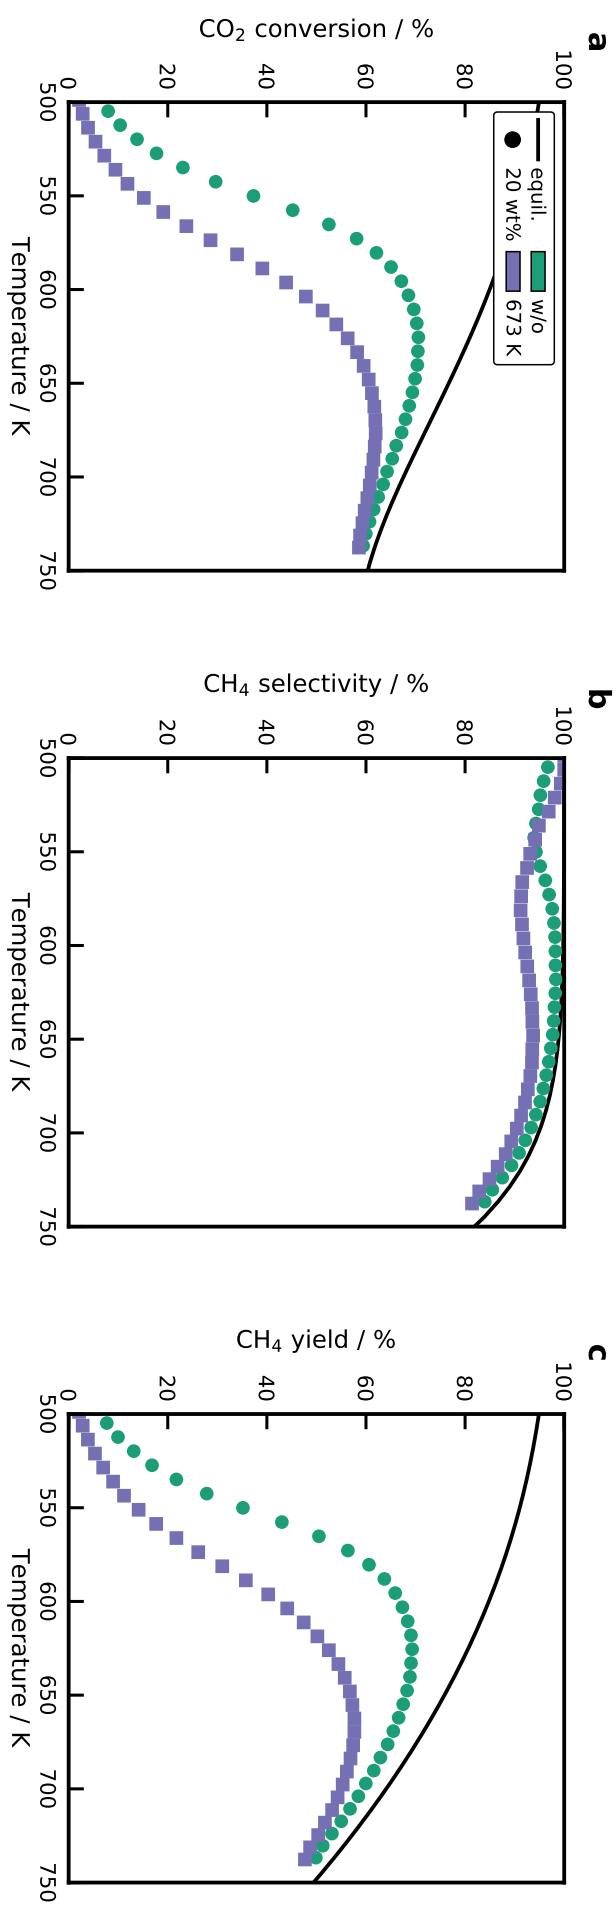 a
CO₂ conversion / %
0
20
40
60
80
100
equil.
w/o
20 wt%
673 K
500
550
600
650
700
750
Temperature / K
b
CH₄ selectivity / %
0
20
40
60
80
100
500
550
600
650
700
750
Temperature / K
c
CH₄ yield / %
0
20
40
60
80
100
500
550
600
650
700
750
Temperature / K